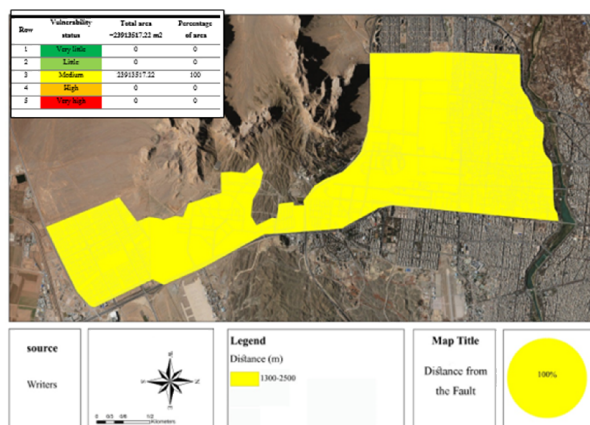 Row Vulnerability status Total area =23913517.22 m2 Percentage of area
1 Very little 0 0
2 Little 0 0
3 Medium 23913517.22 100
4 High 0 0
5 Very high 0 0
source
Writers
Kilometers
Legend
Distance (m)
1300-2500
Map Title
Distance from
the Fault
100%